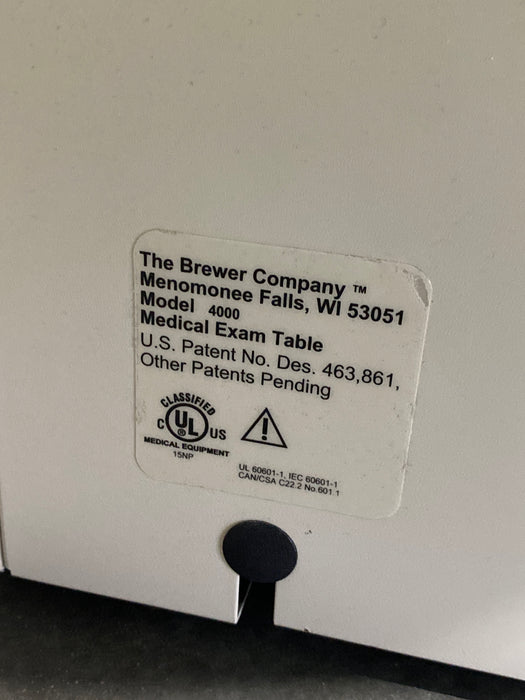 The Brewer Company ™
Menomonee Falls, WI 53051
Model 4000
Medical Exam Table
U.S. Patent No. Des. 463,861,
Other Patents Pending
CLASSIFIED
C UL ® US
MEDICAL EQUIPMENT
15NP
!
UL 60601-1, IEC 60601-1
CAN/CSA C22.2 No.601.1